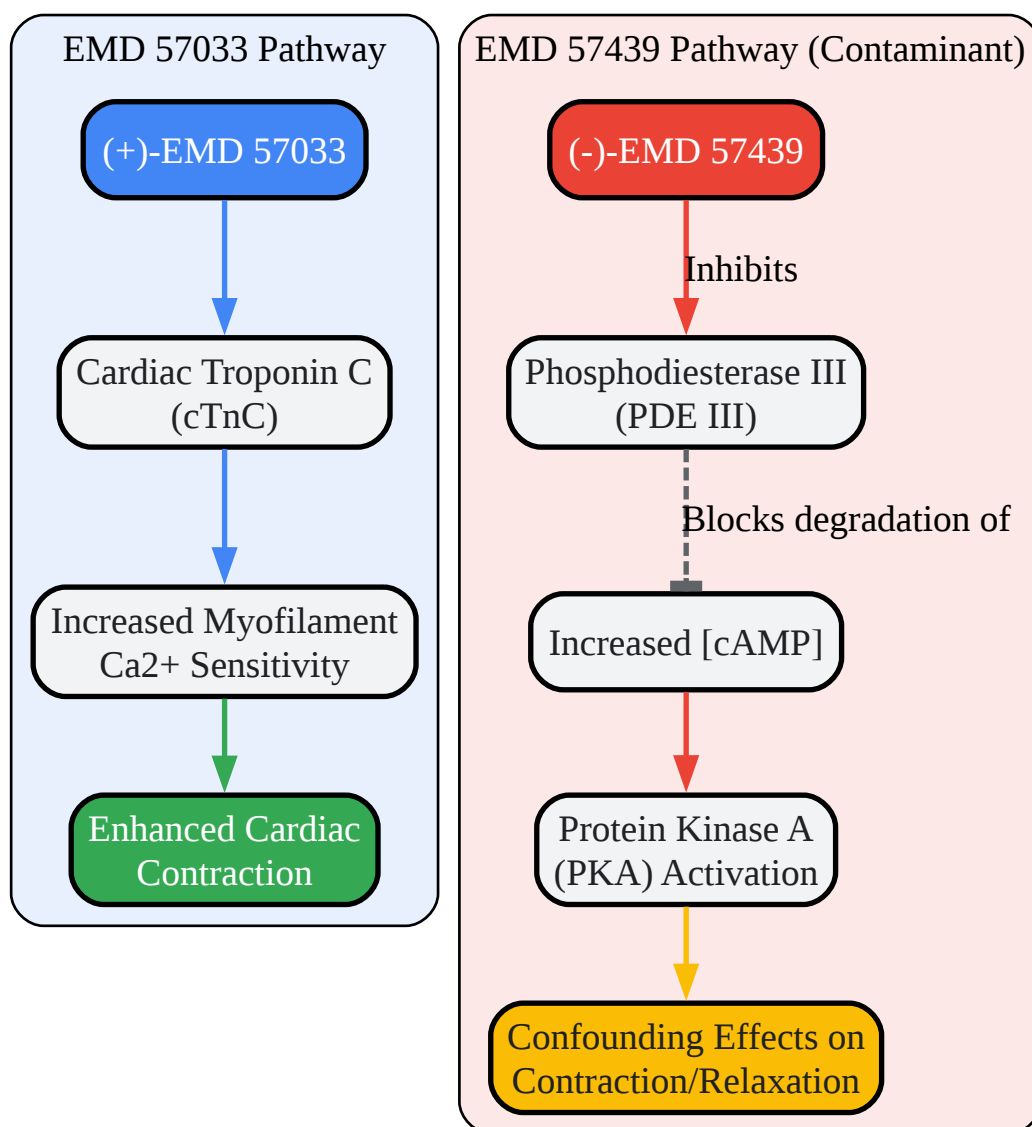 EMD 57033 Pathway
(+)-EMD 57033
Cardiac Troponin C
(cTnC)
Increased Myofilament
Ca2+ Sensitivity
Enhanced Cardiac
Contraction
EMD 57439 Pathway (Contaminant)
(-)-EMD 57439
Inhibits
Phosphodiesterase III
(PDE III)
Blocks degradation of
Increased [cAMP]
Protein Kinase A
(PKA) Activation
Confounding Effects on
Contraction/Relaxation